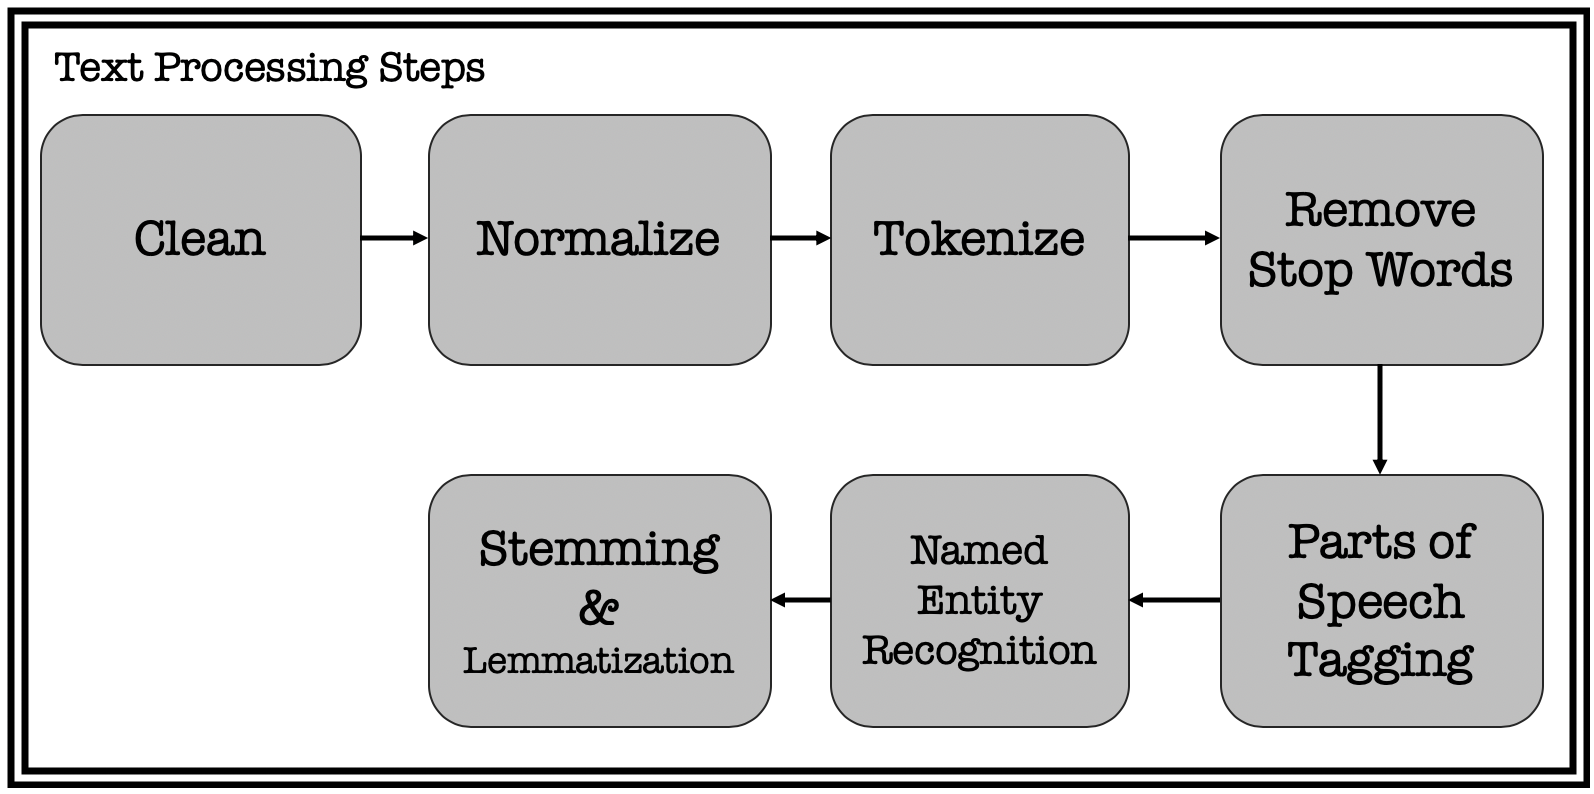 Text Processing Steps
Clean
Normalize
Tokenize
Remove
Stop Words
Parts of
Speech
Tagging
Named
Entity
Recognition
Stemming
&
Lemmatization